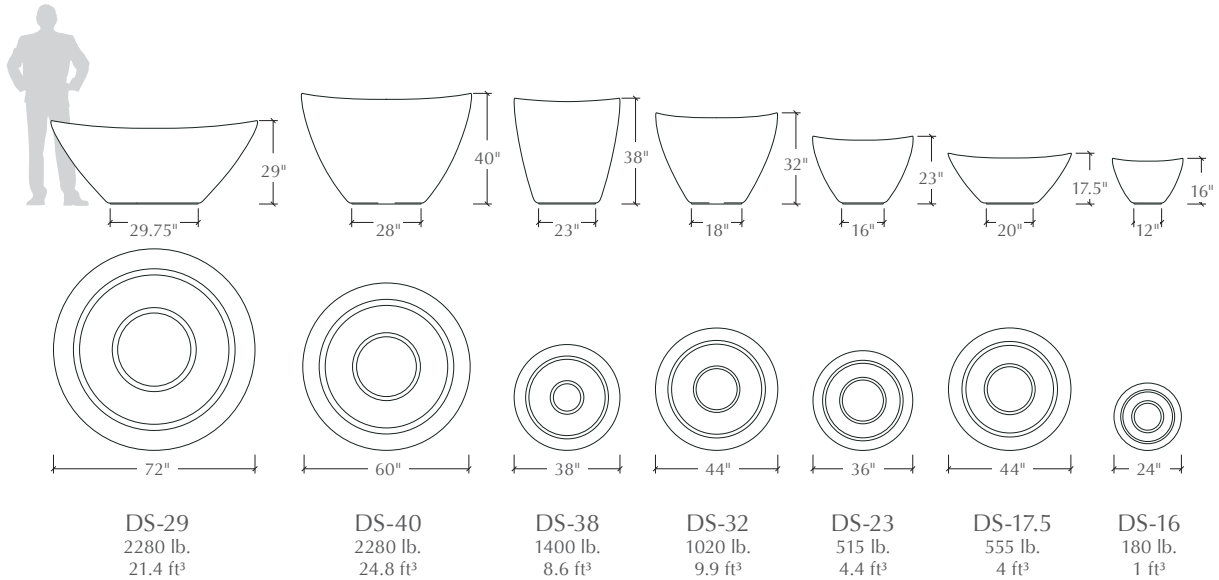 29"
40"
38"
32"
23"
17.5"
16"
29.75"
28"
23"
18"
16"
20"
12"
72"
60"
38"
44"
36"
44"
24"
DS-29
2280 lb.
21.4 ft³
DS-40
2280 lb.
24.8 ft³
DS-38
1400 lb.
8.6 ft³
DS-32
1020 lb.
9.9 ft³
DS-23
515 lb.
4.4 ft³
DS-17.5
555 lb.
4 ft³
DS-16
180 lb.
1 ft³